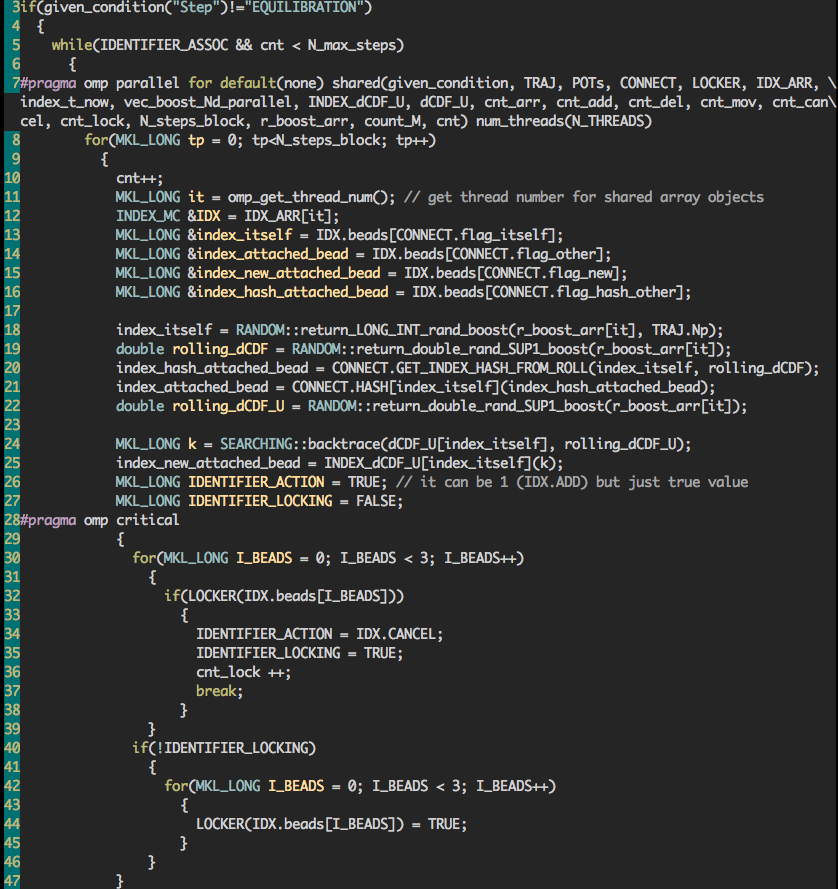 3if(given_condition("Step")!="EQUILIBRATION")
4 {
5 while(IDENTIFIER_ASSOC && cnt < N_max_steps)
6 {
7#pragma omp parallel for default(none) shared(given_condition, TRAJ, POTs, CONNECT, LOCKER, IDX_ARR, \
index_t_now, vec_boost_Nd_parallel, INDEX_dCDF_U, dCDF_U, cnt_arr, cnt_add, cnt_del, cnt_mov, cnt_can\
cel, cnt_lock, N_steps_block, r_boost_arr, count_M, cnt) num_threads(N_THREADS)
8 for(MKL_LONG tp = 0; tp<N_steps_block; tp++)
9 {
10 cnt++;
11 MKL_LONG it = omp_get_thread_num(); // get thread number for shared array objects
12 INDEX_MC &IDX = IDX_ARR[it];
13 MKL_LONG &index_itself = IDX.beads[CONNECT.flag_itself];
14 MKL_LONG &index_attached_bead = IDX.beads[CONNECT.flag_other];
15 MKL_LONG &index_new_attached_bead = IDX.beads[CONNECT.flag_new];
16 MKL_LONG &index_hash_attached_bead = IDX.beads[CONNECT.flag_hash_other];
17
18 index_itself = RANDOM::return_LONG_INT_rand_boost(r_boost_arr[it], TRAJ.Np);
19 double rolling_dCDF = RANDOM::return_double_rand_SUP1_boost(r_boost_arr[it]);
20 index_hash_attached_bead = CONNECT.GET_INDEX_HASH_FROM_ROLL(index_itself, rolling_dCDF);
21 index_attached_bead = CONNECT.HASH[index_itself](index_hash_attached_bead);
22 double rolling_dCDF_U = RANDOM::return_double_rand_SUP1_boost(r_boost_arr[it]);
23
24 MKL_LONG k = SEARCHING::backtrace(dCDF_U[index_itself], rolling_dCDF_U);
25 index_new_attached_bead = INDEX_dCDF_U[index_itself](k);
26 MKL_LONG IDENTIFIER_ACTION = TRUE; // it can be 1 (IDX.ADD) but just true value
27 MKL_LONG IDENTIFIER_LOCKING = FALSE;
28#pragma omp critical
29 {
30 for(MKL_LONG I_BEADS = 0; I_BEADS < 3; I_BEADS++)
31 {
32 if(LOCKER(IDX.beads[I_BEADS]))
33 {
34 IDENTIFIER_ACTION = IDX.CANCEL;
35 IDENTIFIER_LOCKING = TRUE;
36 cnt_lock ++;
37 break;
38 }
39 }
40 if(!IDENTIFIER_LOCKING)
41 {
42 for(MKL_LONG I_BEADS = 0; I_BEADS < 3; I_BEADS++)
43 {
44 LOCKER(IDX.beads[I_BEADS]) = TRUE;
45 }
46 }
47 }